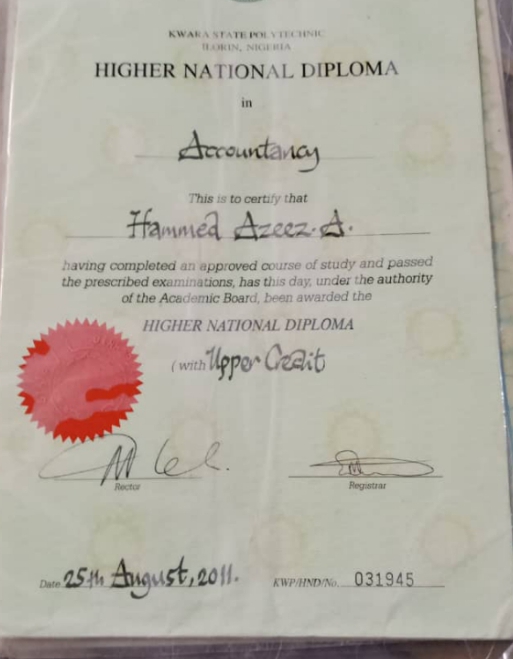 KWARA STATE POLYTECHNIC
ILORIN, NIGERIA
HIGHER NATIONAL DIPLOMA
in
Accountancy
This is to certify that
Hammed Azeez. A.
having completed an approved course of study and passed
the prescribed examinations, has this day, under the authority
of the Academic Board, been awarded the
HIGHER NATIONAL DIPLOMA
(with Upper Credit
Rector
Registrar
Date 25th August, 2011.
KWP/HND/No. 031945